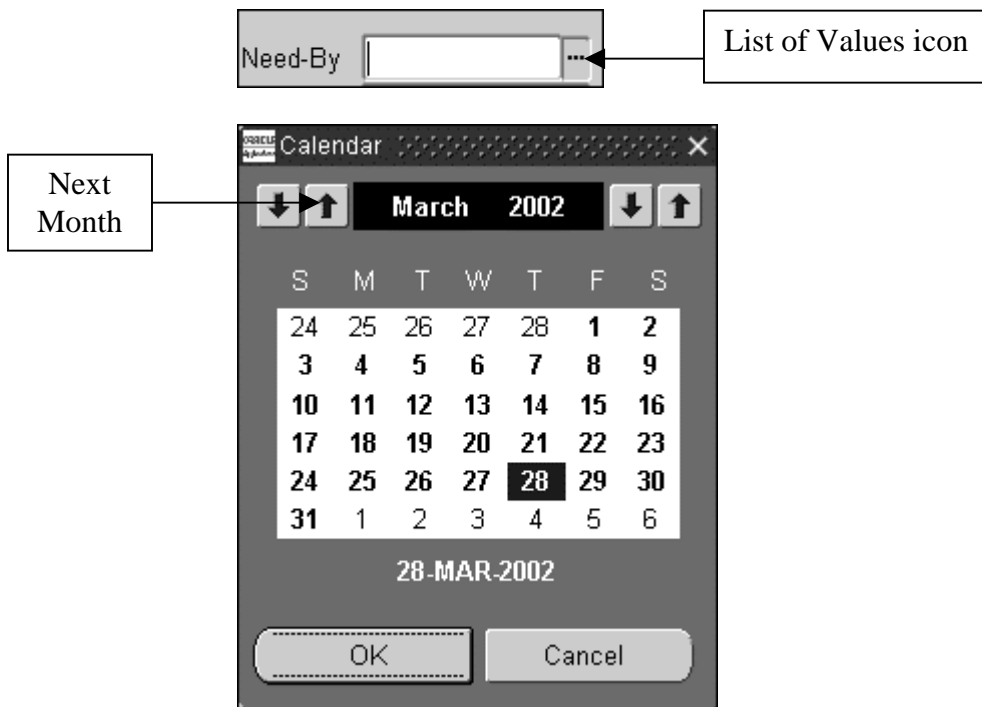 Need-By
List of Values icon
ORACLE
Calendar
Next
Month
March 2002
S M T W T F S
24 25 26 27 28 1 2
3 4 5 6 7 8 9
10 11 12 13 14 15 16
17 18 19 20 21 22 23
24 25 26 27 28 29 30
31 1 2 3 4 5 6
28-MAR-2002
OK Cancel